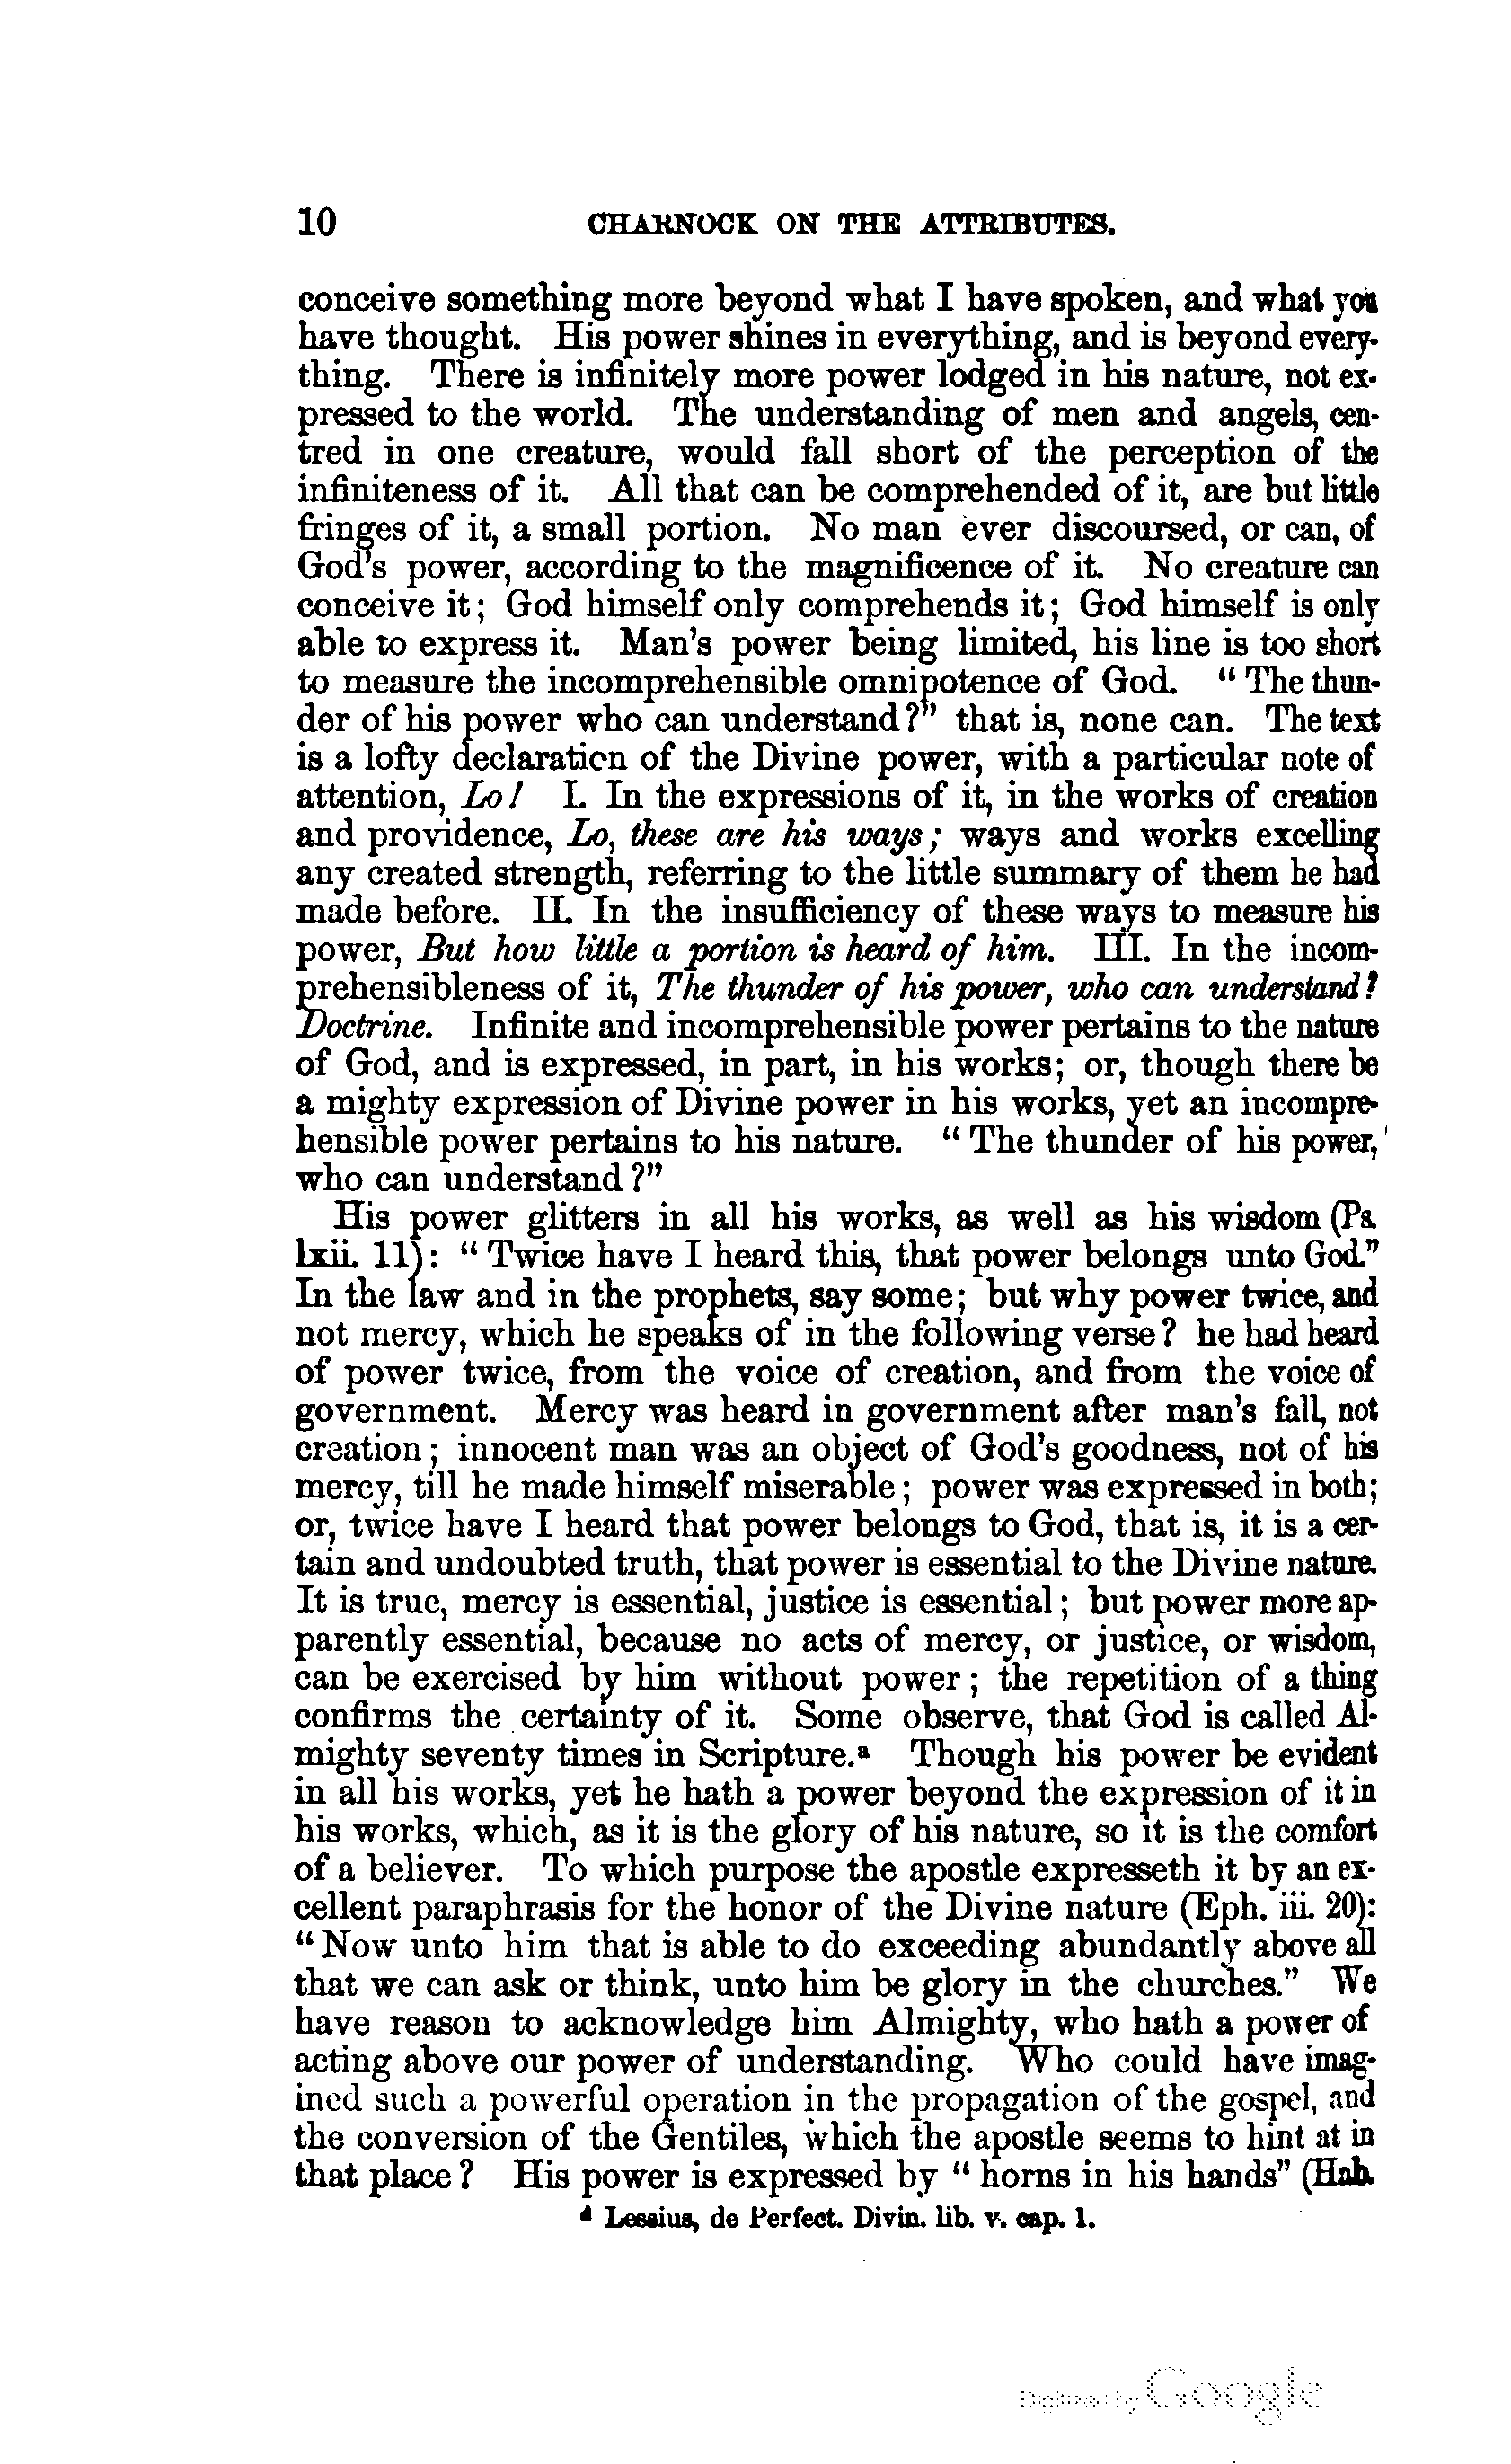 10 CHARNOCK ON THE ATTRIBUTES.
conceive something more beyond what I have spoken, and what you
have thought. His power shines in everything, and is beyond every-
thing. There is infinitely more power lodged in his nature, not ex-
pressed to the world. The understanding of men and angels, cen-
tred in one creature, would fall short of the perception of the
infiniteness of it. All that can be comprehended of it, are but little
fringes of it, a small portion. No man ever discoursed, or can, of
God's power, according to the magnificence of it. No creature can
conceive it; God himself only comprehends it; God himself is only
able to express it. Man's power being limited, his line is too short
to measure the incomprehensible omnipotence of God. "The thun-
der of his power who can understand?" that is, none can. The text
is a lofty declaration of the Divine power, with a particular note of
attention, Lo! I. In the expressions of it, in the works of creation
and providence, Lo, these are his ways; ways and works excelling
any created strength, referring to the little summary of them he had
made before. II. In the insufficiency of these ways to measure his
power, But how little a portion is heard of him. III. In the incom-
prehensibleness of it, The thunder of his power, who can understand?
Doctrine. Infinite and incomprehensible power pertains to the nature
of God, and is expressed, in part, in his works; or, though there be
a mighty expression of Divine power in his works, yet an incompre-
hensible power pertains to his nature. "The thunder of his power,
who can understand?"
His power glitters in all his works, as well as his wisdom (Ps.
lxii. 11): "Twice have I heard this, that power belongs unto God."
In the law and in the prophets, say some; but why power twice, and
not mercy, which he speaks of in the following verse? he had heard
of power twice, from the voice of creation, and from the voice of
government. Mercy was heard in government after man's fall, not
creation; innocent man was an object of God's goodness, not of his
mercy, till he made himself miserable; power was expressed in both;
or, twice have I heard that power belongs to God, that is, it is a cer-
tain and undoubted truth, that power is essential to the Divine nature.
It is true, mercy is essential, justice is essential; but power more ap-
parently essential, because no acts of mercy, or justice, or wisdom,
can be exercised by him without power; the repetition of a thing
confirms the certainty of it. Some observe, that God is called Al-
mighty seventy times in Scripture.ᵃ Though his power be evident
in all his works, yet he hath a power beyond the expression of it in
his works, which, as it is the glory of his nature, so it is the comfort
of a believer. To which purpose the apostle expresseth it by an ex-
cellent paraphrasis for the honor of the Divine nature (Eph. iii. 20):
"Now unto him that is able to do exceeding abundantly above all
that we can ask or think, unto him be glory in the churches." We
have reason to acknowledge him Almighty, who hath a power of
acting above our power of understanding. Who could have imag-
ined such a powerful operation in the propagation of the gospel, and
the conversion of the Gentiles, which the apostle seems to hint at in
that place? His power is expressed by "horns in his hands" (Hab.
ᵈ Lessius, de Perfect. Divin. lib. v. cap. 1.
Digitized by Google